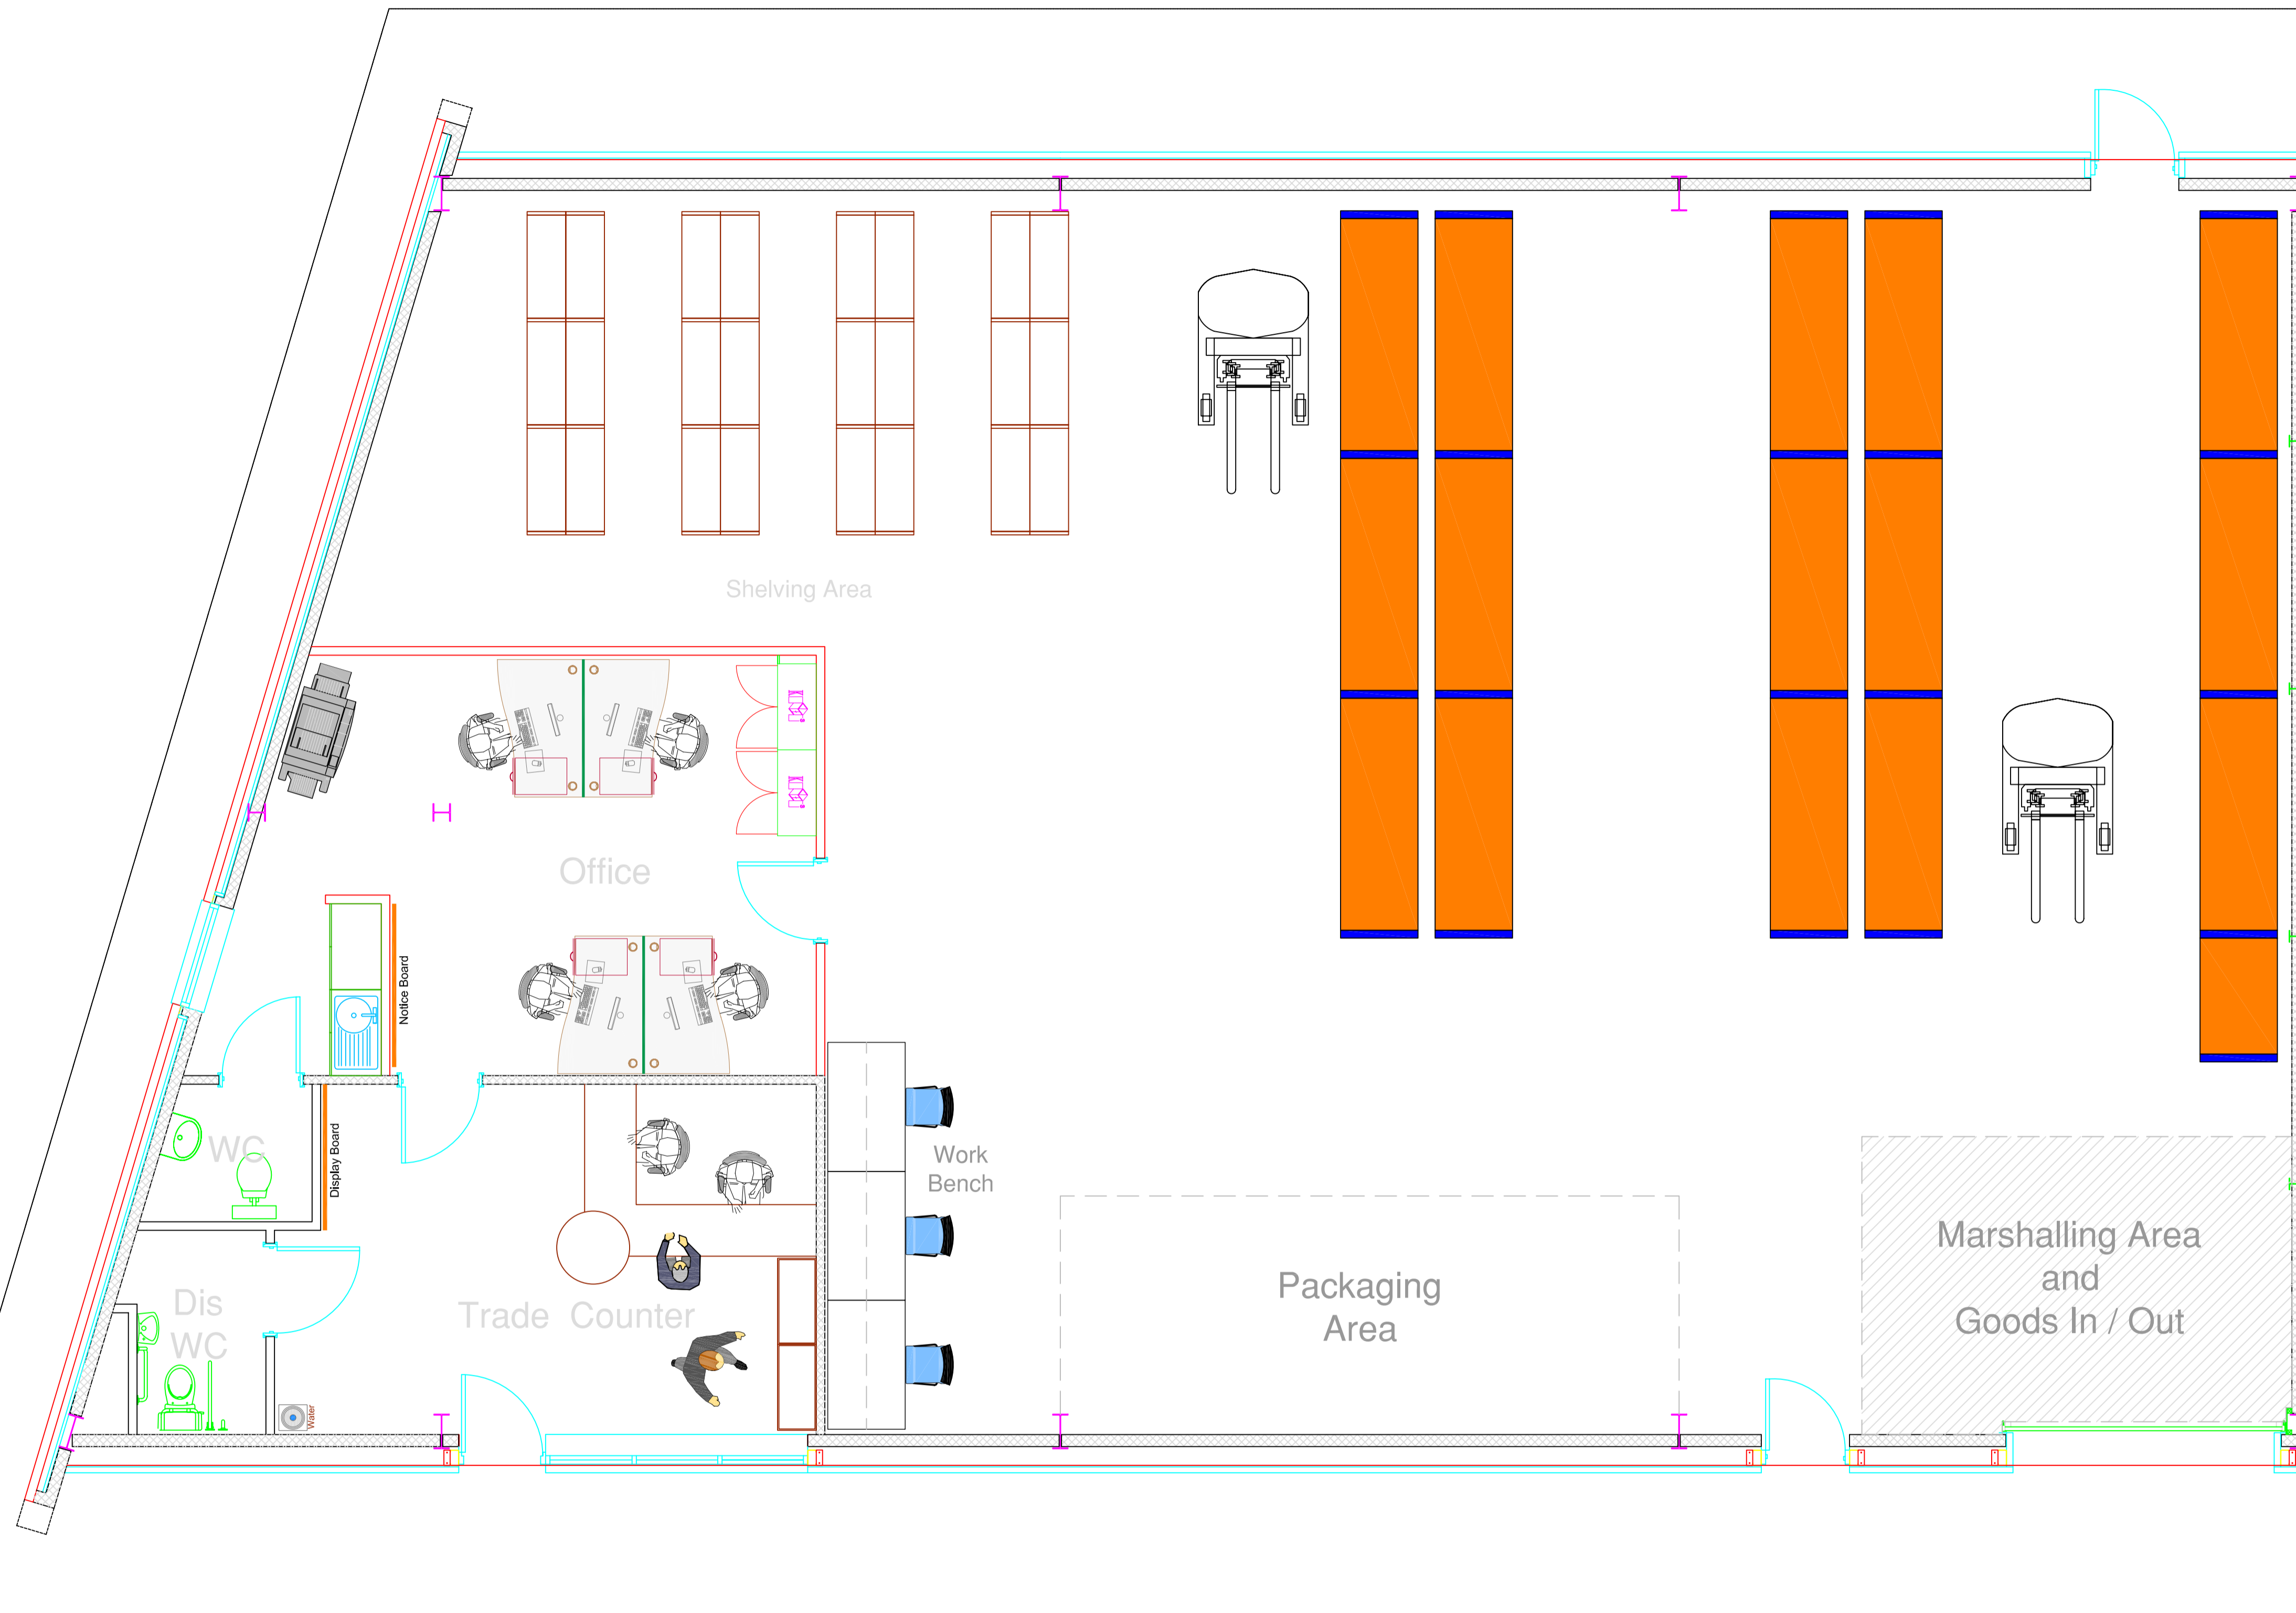 Shelving Area
Office
Notice Board
WC
Display Board
Work
Bench
Dis
WC
Trade Counter
Water
Packaging
Area
Marshalling Area
and
Goods In / Out